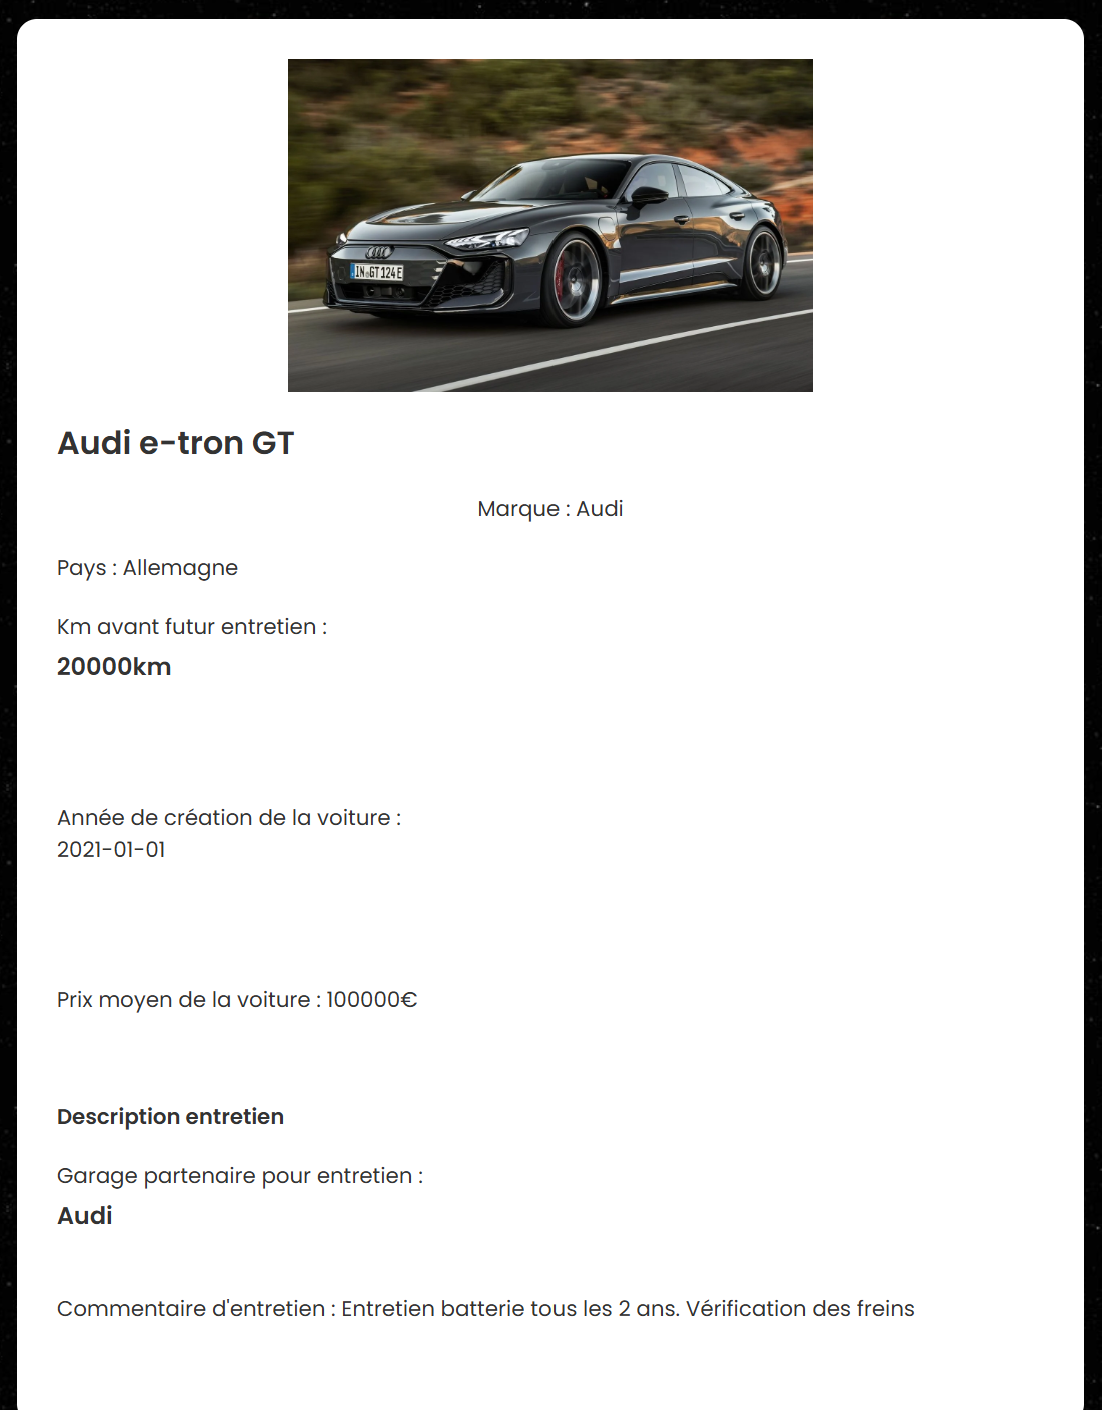 IN GT 124 E
Audi e-tron GT
Marque : Audi
Pays : Allemagne
Km avant futur entretien :
20000km
Année de création de la voiture :
2021-01-01
Prix moyen de la voiture : 100000€
Description entretien
Garage partenaire pour entretien :
Audi
Commentaire d'entretien : Entretien batterie tous les 2 ans. Vérification des freins